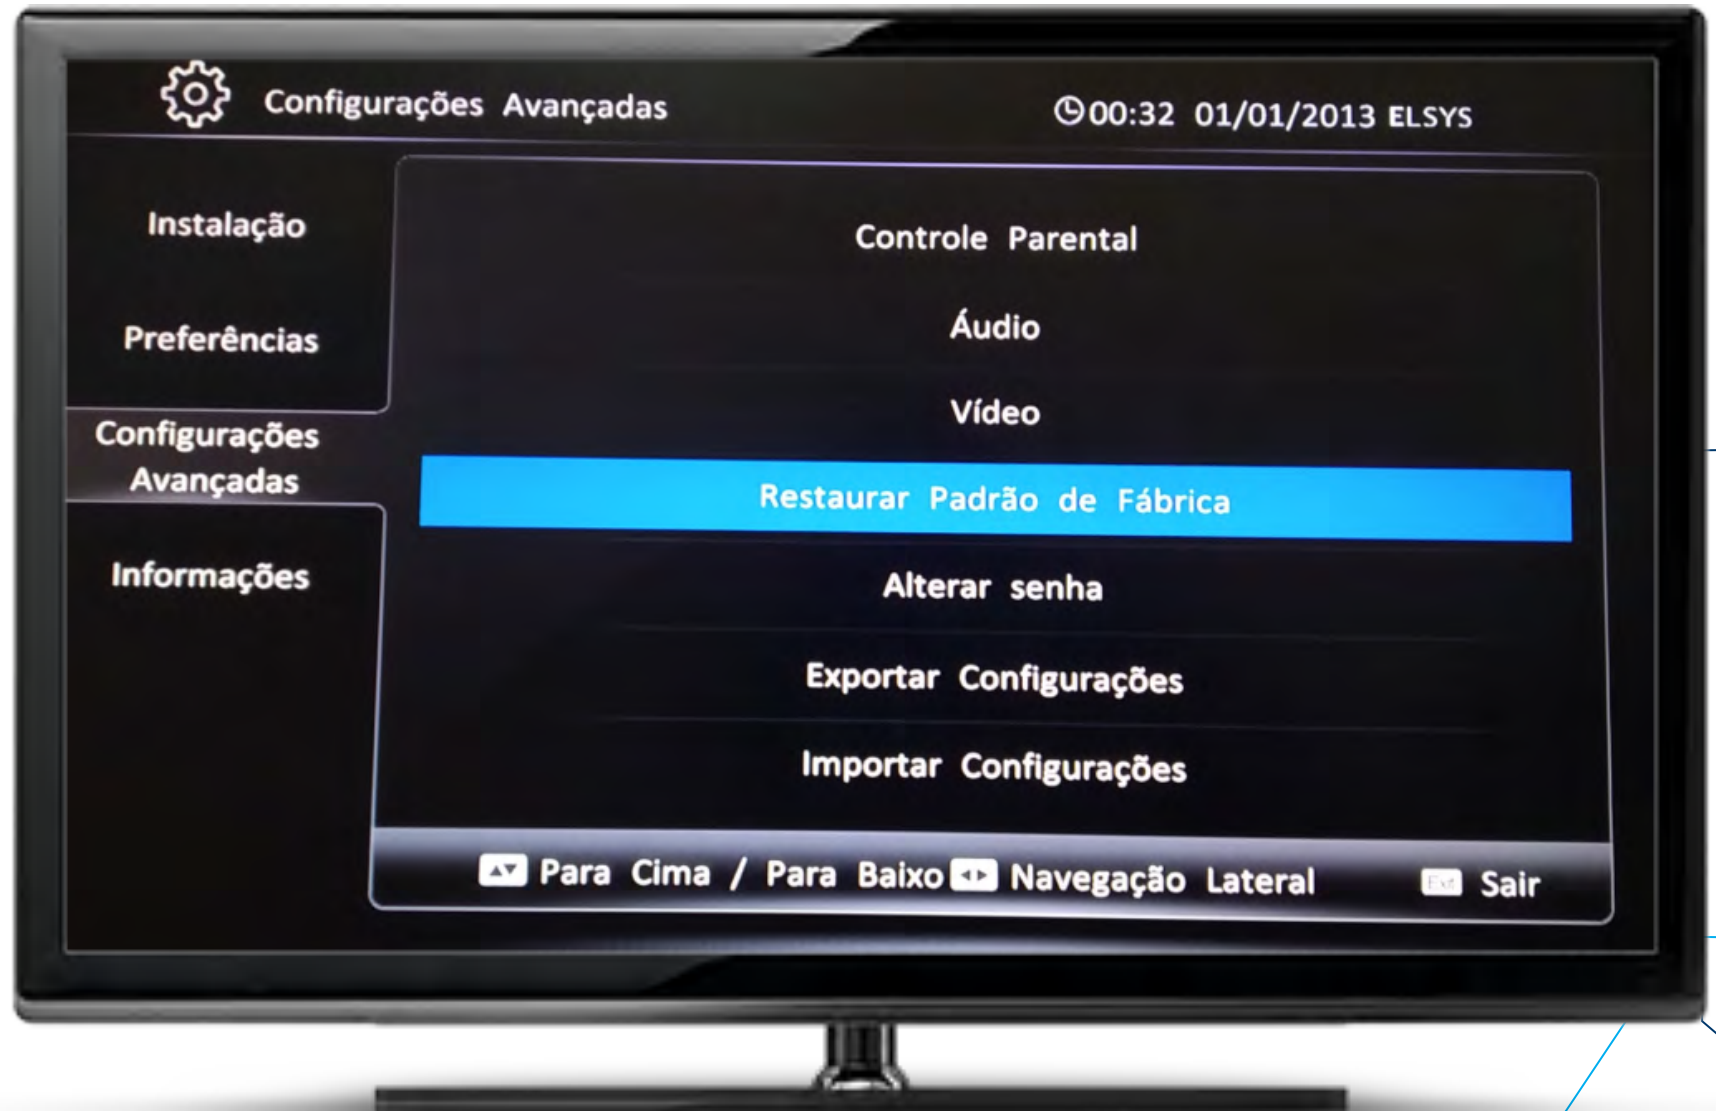 Configurações Avançadas
00:32 01/01/2013 ELSYS
Instalação
Preferências
Configurações
Avançadas
Informações
Controle Parental
Áudio
Vídeo
Restaurar Padrão de Fábrica
Alterar senha
Exportar Configurações
Importar Configurações
Para Cima / Para Baixo Navegação Lateral Exit Sair